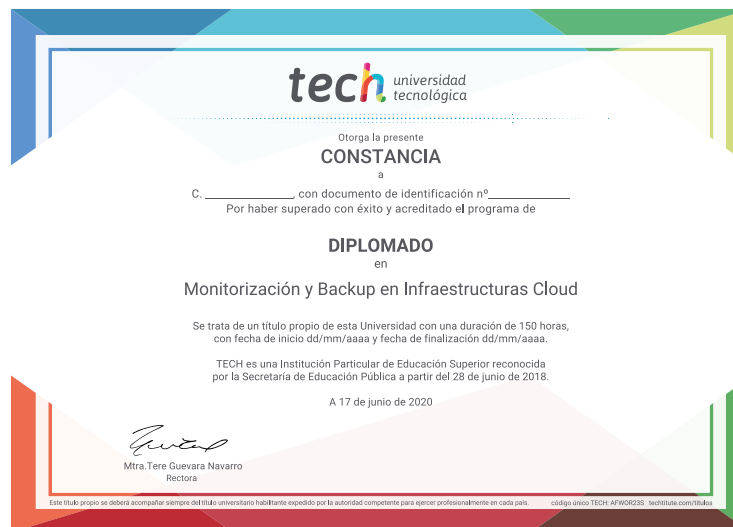 tech universidad
tecnológica
Otorga la presente
CONSTANCIA
a
C. ______________, con documento de identificación nº______________
Por haber superado con éxito y acreditado el programa de
DIPLOMADO
en
Monitorización y Backup en Infraestructuras Cloud
Se trata de un título propio de esta Universidad con una duración de 150 horas,
con fecha de inicio dd/mm/aaaa y fecha de finalización dd/mm/aaaa.
TECH es una Institución Particular de Educación Superior reconocida
por la Secretaría de Educación Pública a partir del 28 de junio de 2018.
A 17 de junio de 2020
Mtra.Tere Guevara Navarro
Rectora
Este título propio se deberá acompañar siempre del título universitario habilitante expedido por la autoridad competente para ejercer profesionalmente en cada país. código único TECH: AFWOR23S techtitute.com/titulos